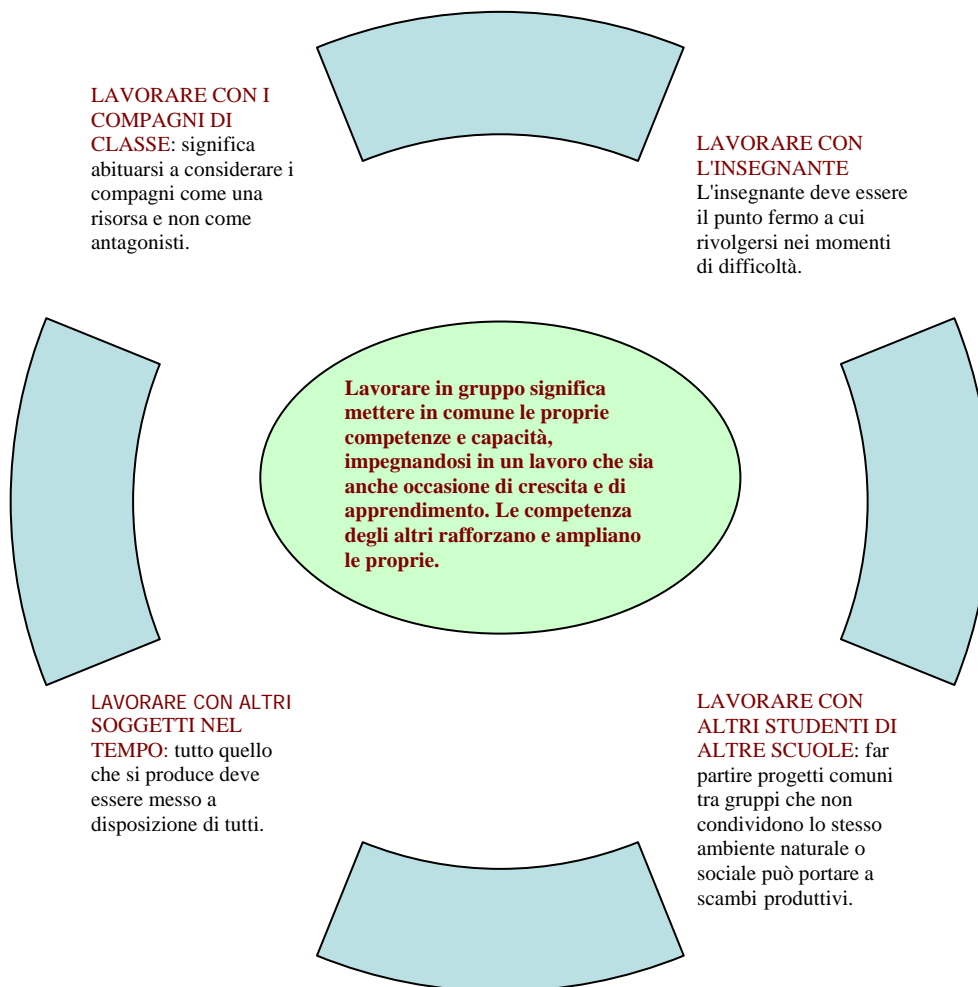 LAVORARE CON I
COMPAGNI DI
CLASSE: significa
abituarsi a considerare i
compagni come una
risorsa e non come
antagonisti.
LAVORARE CON
L'INSEGNANTE
L'insegnante deve essere
il punto fermo a cui
rivolgersi nei momenti
di difficoltà.
Lavorare in gruppo significa
mettere in comune le proprie
competenze e capacità,
impegnandosi in un lavoro che sia
anche occasione di crescita e di
apprendimento. Le competenza
degli altri rafforzano e ampliano
le proprie.
LAVORARE CON ALTRI
SOGGETTI NEL
TEMPO: tutto quello
che si produce deve
essere messo a
disposizione di tutti.
LAVORARE CON
ALTRI STUDENTI DI
ALTRE SCUOLE: far
partire progetti comuni
tra gruppi che non
condividono lo stesso
ambiente naturale o
sociale può portare a
scambi produttivi.